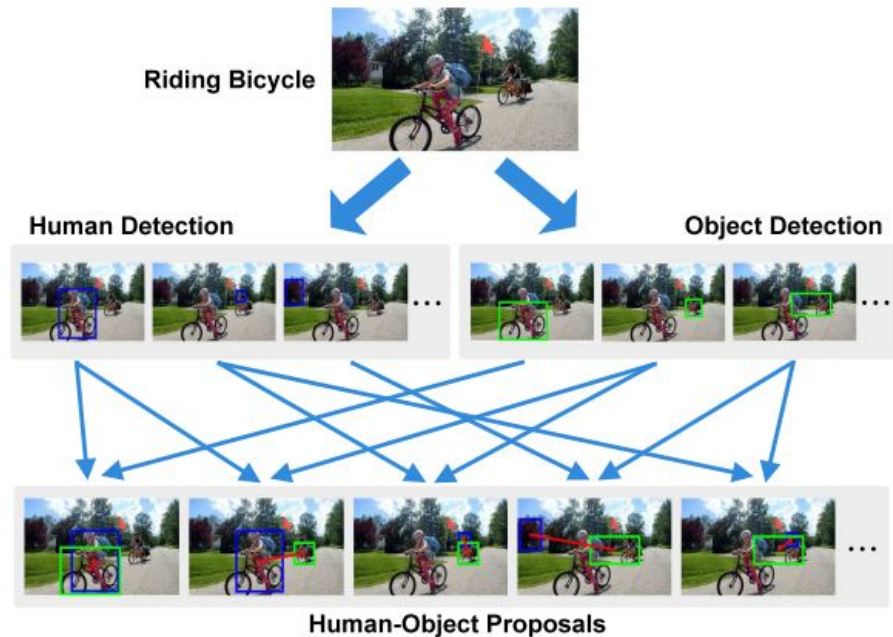 Riding Bicycle
Human Detection
Object Detection
...
...
Human-Object Proposals
...